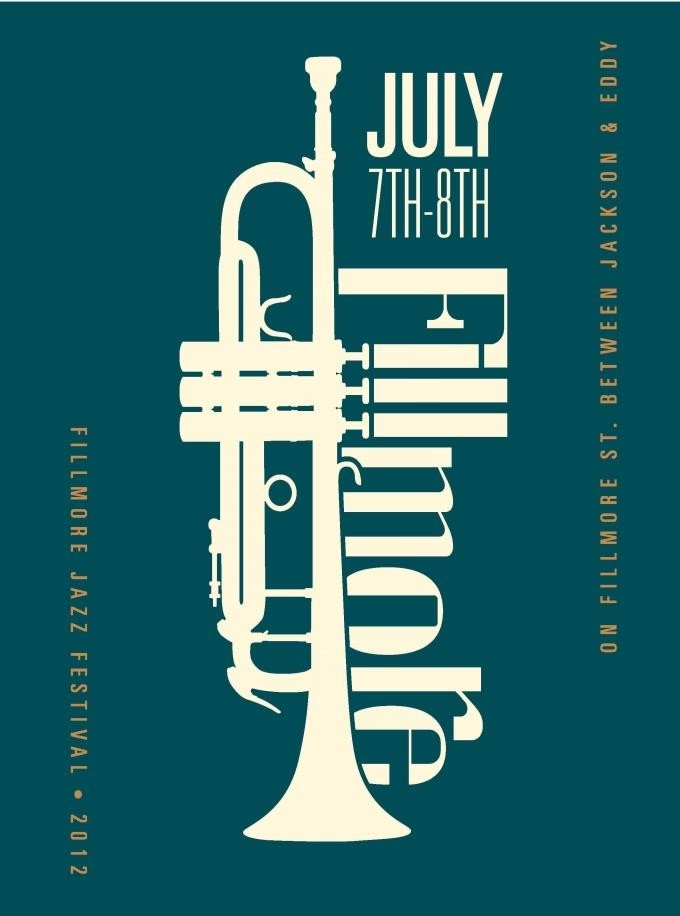 JULY
7TH-8TH
Fillmore
ON FILLMORE ST. BETWEEN JACKSON & EDDY
FILLMORE JAZZ FESTIVAL • 2012